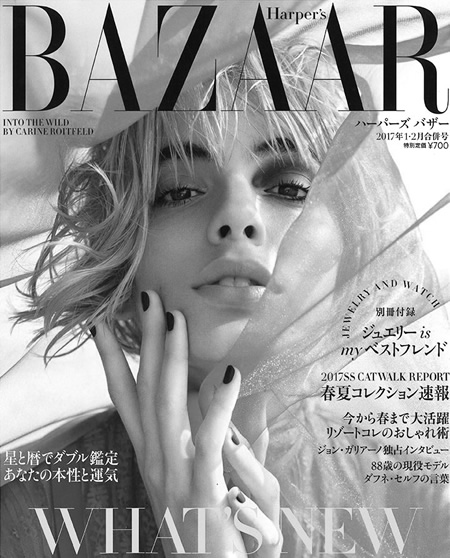 Harper's
BAZAAR
INTO THE WILD
BY CARINE ROITFELD
ハーパーズ バザー
2017年1・2月合併号
特別定価 ¥700
JEWELRY AND WATCH
別冊付録
ジュエリー is
my ベストフレンド
2017SS CATWALK REPORT
春夏コレクション速報
今から春まで大活躍
リゾートコレのおしゃれ術
ジョン・ガリアーノ独占インタビュー
88歳の現役モデル
ダフネ・セルフの言葉
星と暦でダブル鑑定
あなたの本性と運気
WHAT'S NEW